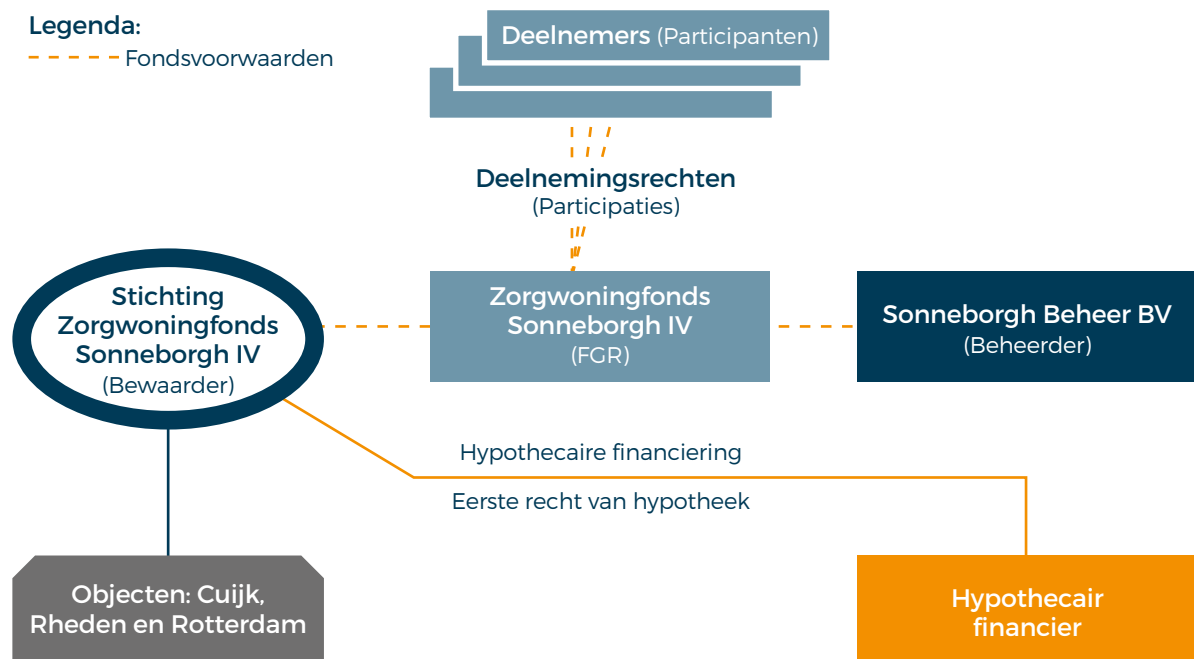 Legenda:
Fondsvoorwaarden
Deelnemers (Participanten)
Deelnemingsrechten
(Participaties)
Stichting
Zorgwoningfonds
Sonneborgh IV
(Bewaarder)
Zorgwoningfonds
Sonneborgh IV
(FGR)
Sonneborgh Beheer BV
(Beheerder)
Hypothecaire financiering
Eerste recht van hypotheek
Objecten: Cuijk,
Rheden en Rotterdam
Hypothecair
financier